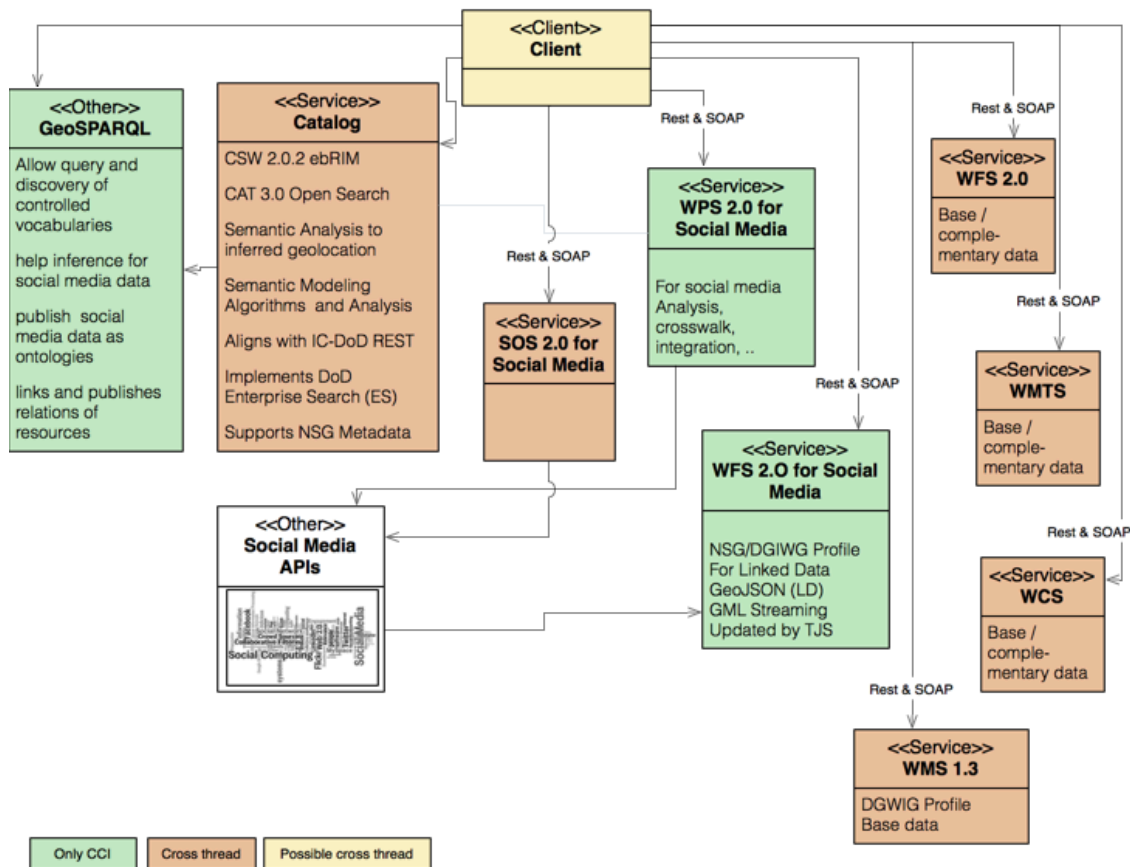 <<Client>>
Client
<<Other>>
GeoSPARQL
Allow query and
discovery of
controlled
vocabularies
help inference for
social media data
publish social
media data as
ontologies
links and publishes
relations of
resources
<<Service>>
Catalog
CSW 2.0.2 ebRIM
CAT 3.0 Open Search
Semantic Analysis to
inferred geolocation
Semantic Modeling
Algorithms and Analysis
Aligns with IC-DoD REST
Implements DoD
Enterprise Search (ES)
Supports NSG Metadata
Rest & SOAP
<<Service>>
SOS 2.0 for
Social Media
Rest & SOAP
<<Service>>
WPS 2.0 for
Social Media
For social media
Analysis,
crosswalk,
integration, ..
Rest & SOAP
<<Service>>
WFS 2.O for Social
Media
NSG/DGIWG Profile
For Linked Data
GeoJSON (LD)
GML Streaming
Updated by TJS
Rest & SOAP
<<Service>>
WFS 2.0
Base /
comple-
mentary data
Rest & SOAP
<<Service>>
WMTS
Base /
comple-
mentary data
Rest & SOAP
<<Service>>
WCS
Base /
comple-
mentary data
Rest & SOAP
<<Service>>
WMS 1.3
DGWIG Profile
Base data
<<Other>>
Social Media
APIs
Social Computing
SocialMedia
Only CCI
Cross thread
Possible cross thread